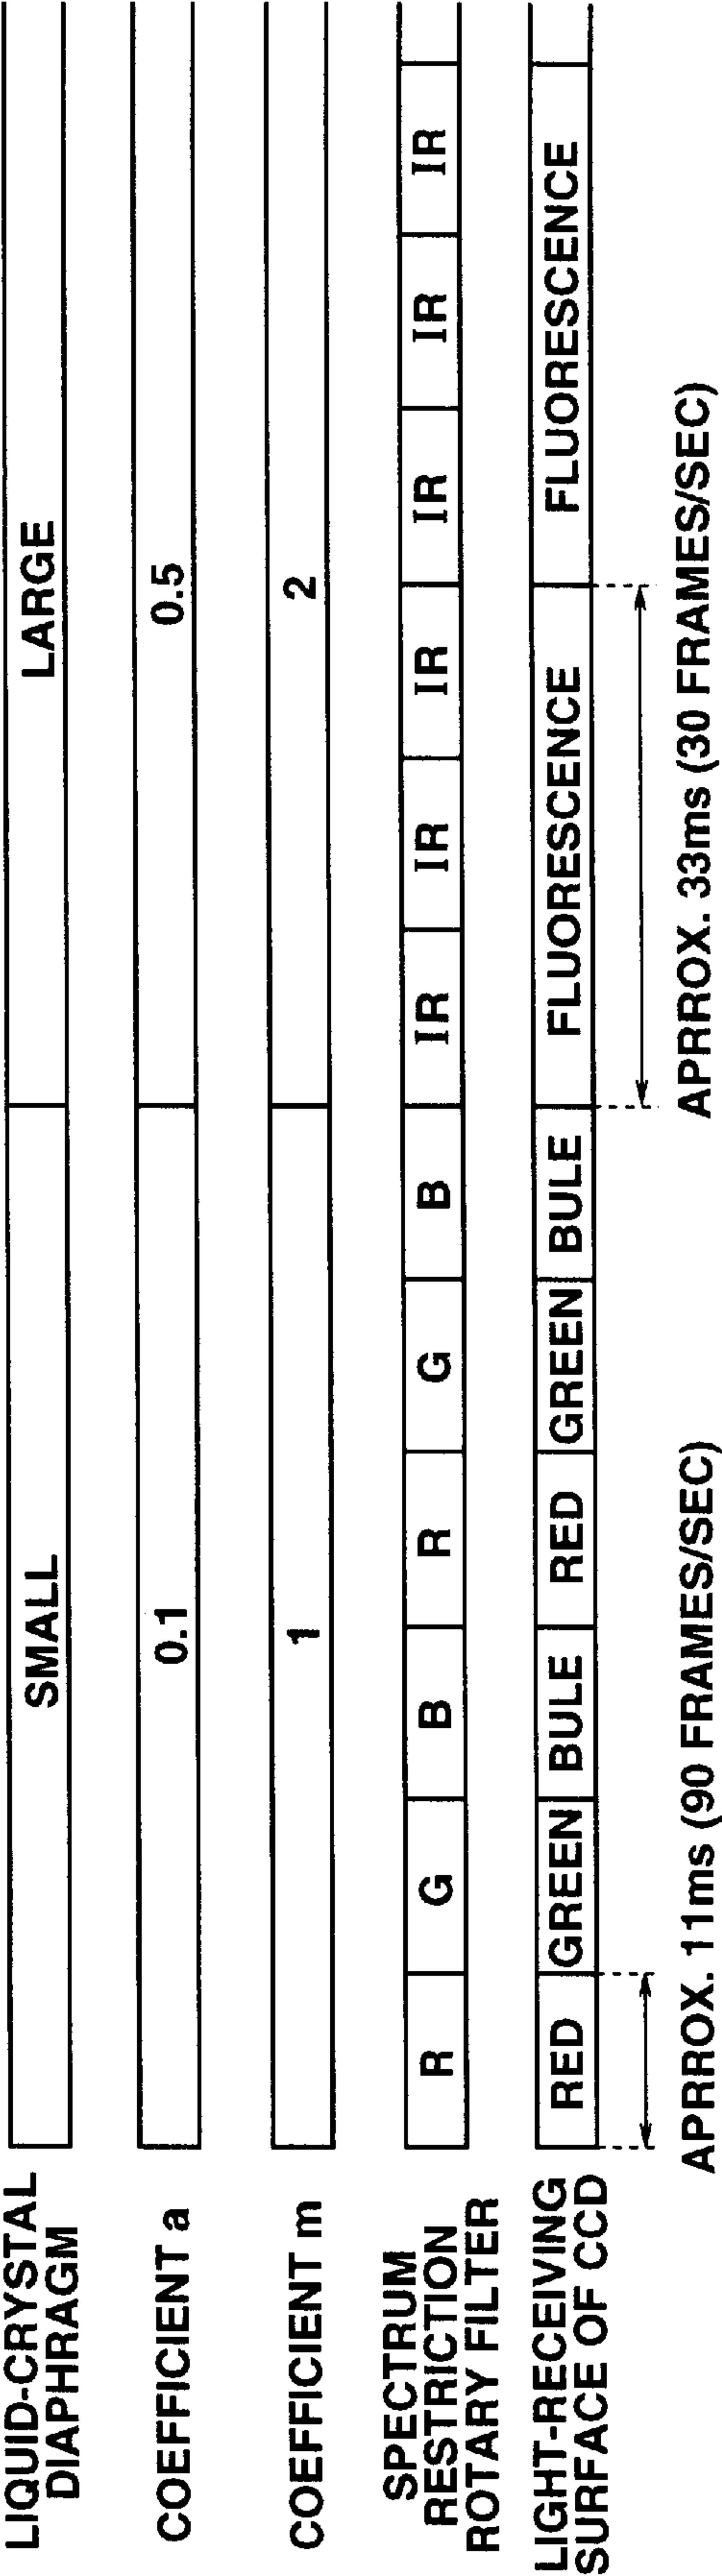 LIQUID-CRYSTAL
DIAPHRAGM
SMALL
LARGE
COEFFICIENT a
0.1
0.5
COEFFICIENT m
1
2
SPECTRUM
RESTRICTION
ROTARY FILTER
R
G
B
R
G
B
IR
IR
IR
IR
IR
IR
LIGHT-RECEIVING
SURFACE OF CCD
RED
GREEN
BULE
RED
GREEN
BULE
FLUORESCENCE
FLUORESCENCE
APRROX. 11ms (90 FRAMES/SEC)
APRROX. 33ms (30 FRAMES/SEC)